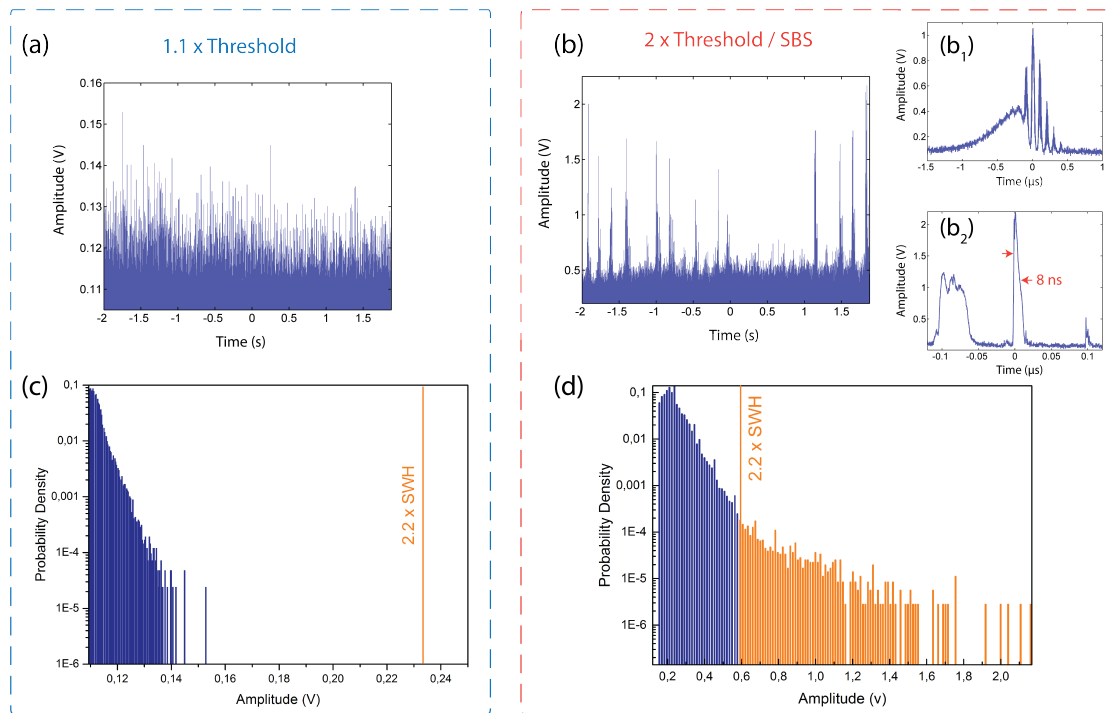 (a)
1.1 x Threshold
0.16
0.15
0.14
0.13
0.12
0.11
Amplitude (V)
-2 -1.5 -1 -0.5 0 0.5 1 1.5
Time (s)
(b)
2 x Threshold / SBS
2
1.5
1
0.5
Amplitude (V)
-2 -1.5 -1 -0.5 0 0.5 1 1.5
Time (s)
(b1)
1
0.8
0.6
0.4
0.2
Amplitude (V)
-1.5 -1 -0.5 0 0.5 1
Time (μs)
(b2)
2
1.5
1
0.5
Amplitude (V)
8 ns
-0.1 -0.05 0 0.05 0.1
Time (μs)
(c)
0,1
0,01
0,001
1E-4
1E-5
1E-6
Probability Density
2.2 x SWH
0,12 0,14 0,16 0,18 0,20 0,22 0,24
Amplitude (V)
(d)
0,1
0,01
0,001
1E-4
1E-5
1E-6
Probability Density
2.2 x SWH
0,2 0,4 0,6 0,8 1,0 1,2 1,4 1,6 1,8 2,0
Amplitude (v)